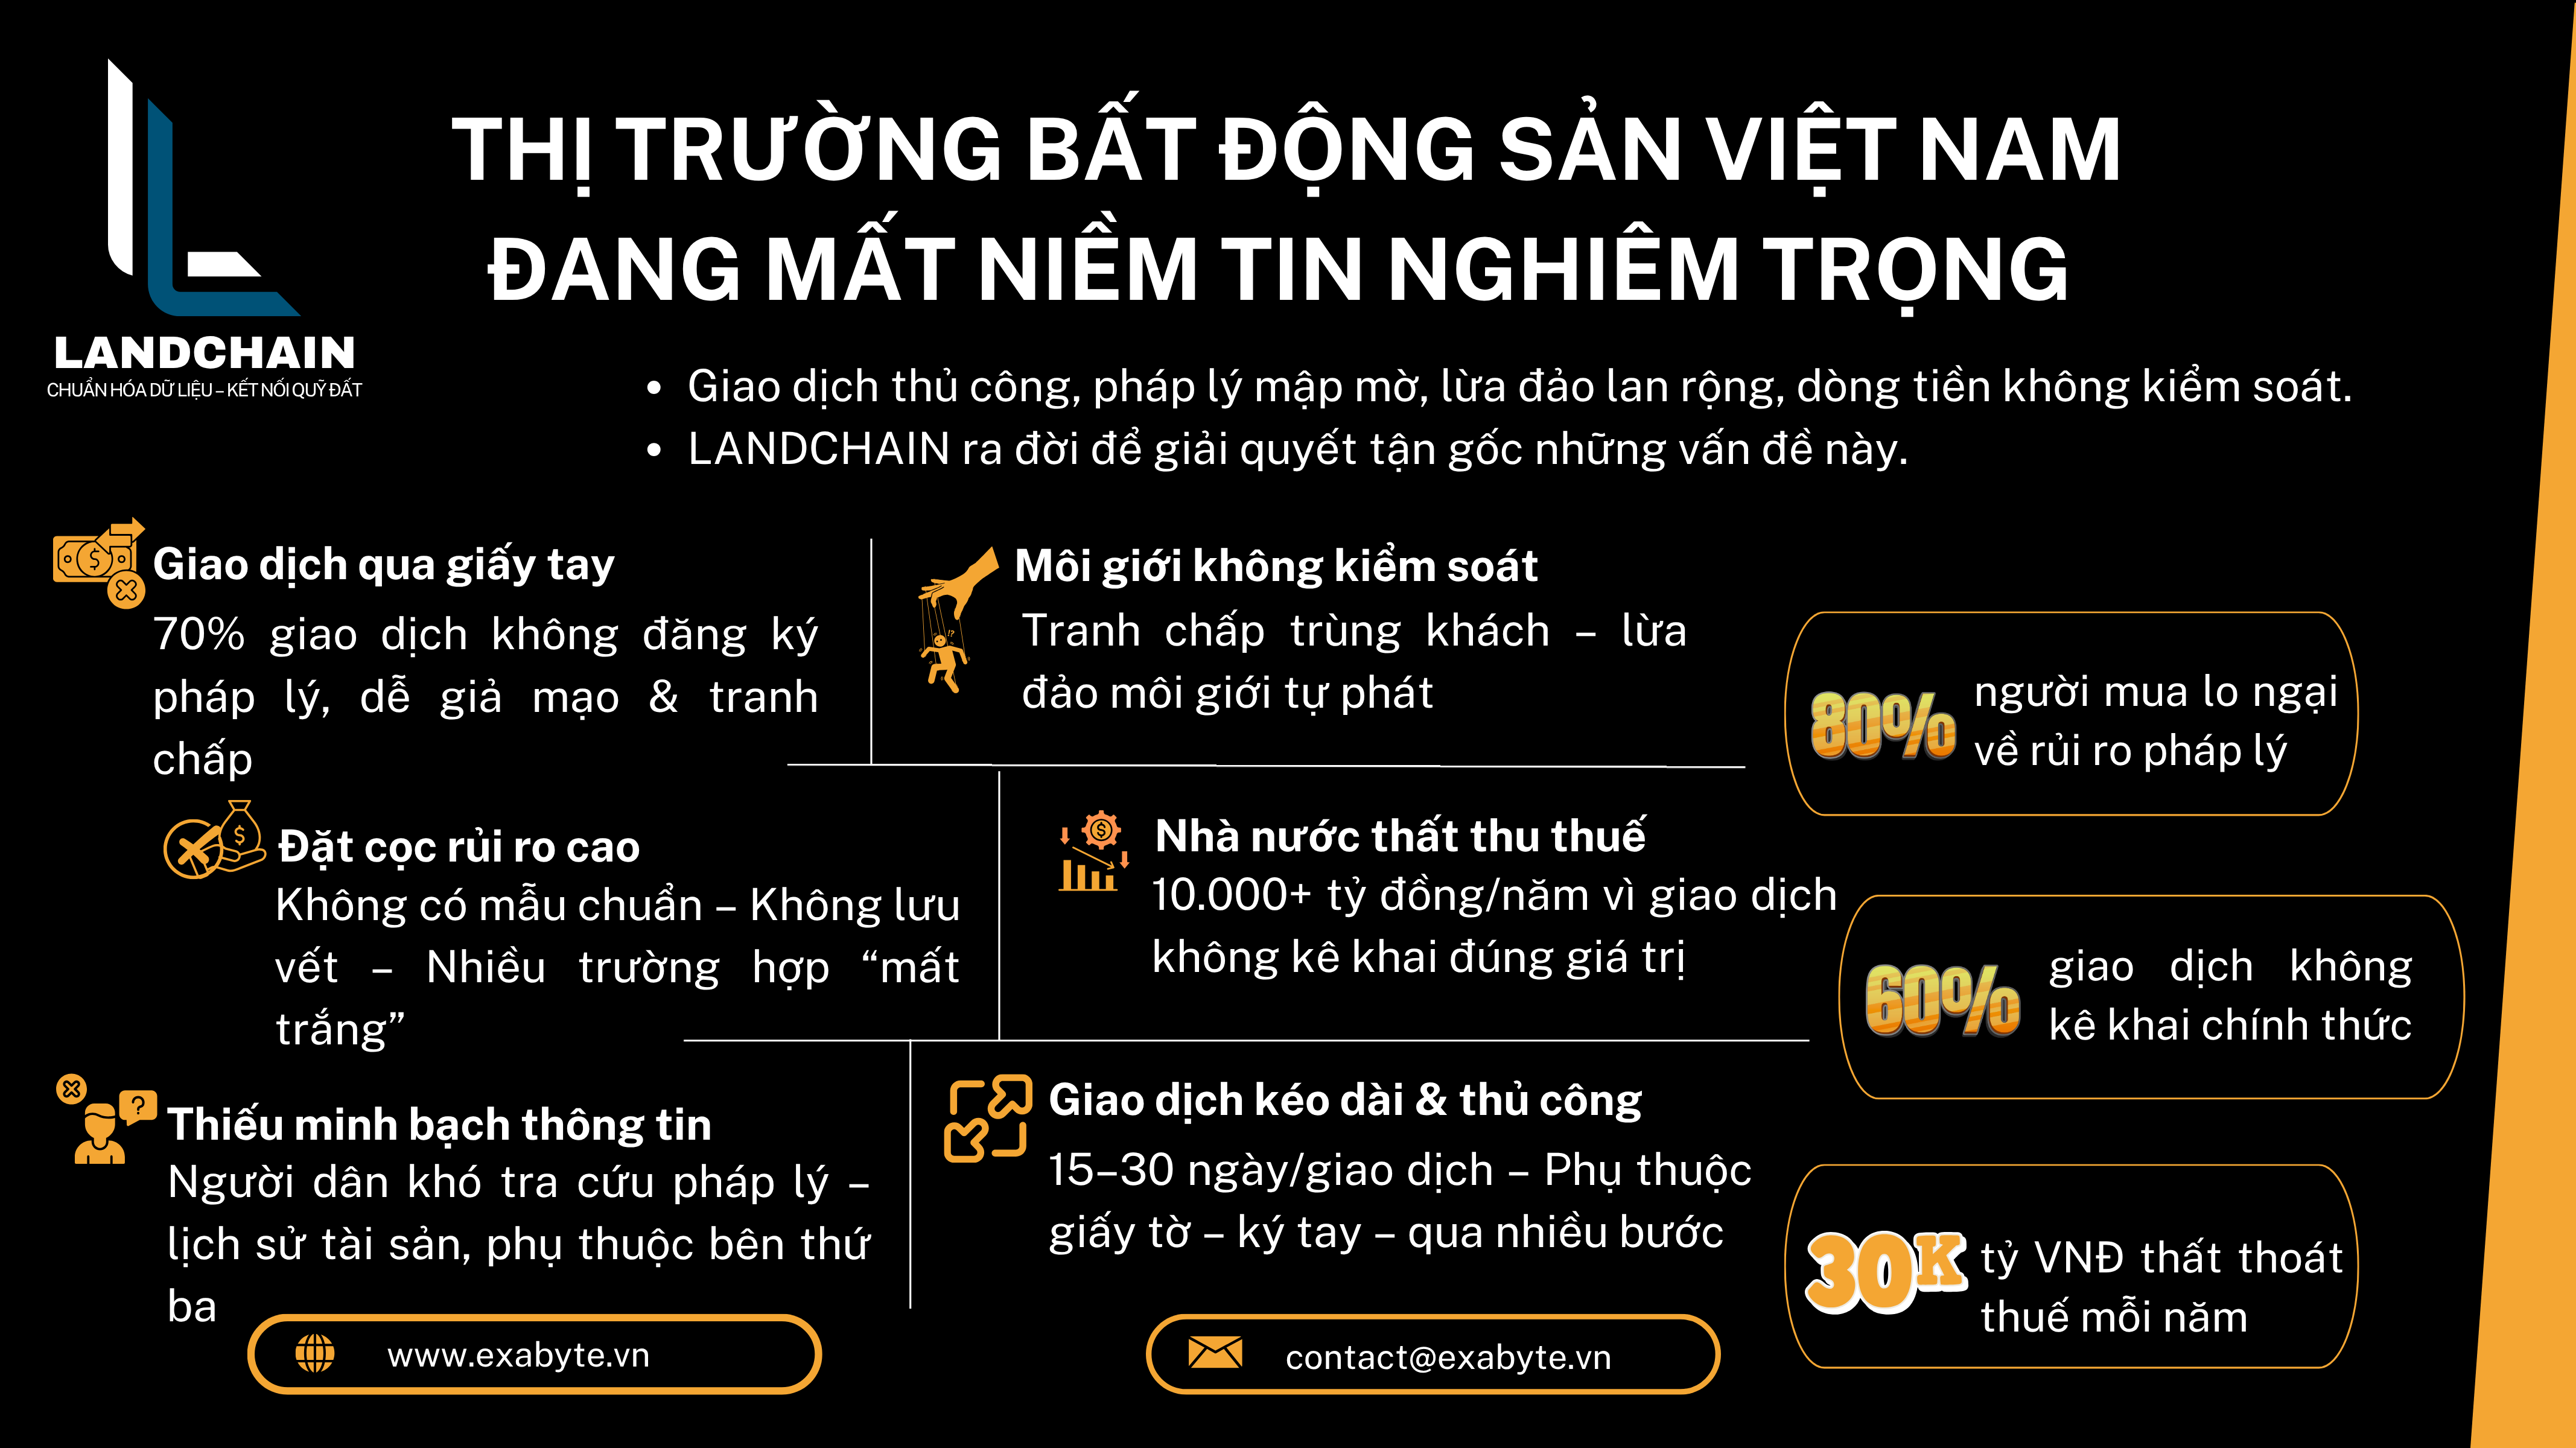 LANDCHAIN
CHUẨN HÓA DỮ LIỆU – KẾT NỐI QUỸ ĐẤT
THỊ TRƯỜNG BẤT ĐỘNG SẢN VIỆT NAM
ĐANG MẤT NIỀM TIN NGHIÊM TRỌNG
• Giao dịch thủ công, pháp lý mập mờ, lừa đảo lan rộng, dòng tiền không kiểm soát.
• LANDCHAIN ra đời để giải quyết tận gốc những vấn đề này.
Giao dịch qua giấy tay
70% giao dịch không đăng ký
pháp lý, dễ giả mạo & tranh
chấp
Môi giới không kiểm soát
Tranh chấp trùng khách – lừa
đảo môi giới tự phát
Đặt cọc rủi ro cao
Không có mẫu chuẩn – Không lưu
vết – Nhiều trường hợp “mất
trắng”
Nhà nước thất thu thuế
10.000+ tỷ đồng/năm vì giao dịch
không kê khai đúng giá trị
Thiếu minh bạch thông tin
Người dân khó tra cứu pháp lý –
lịch sử tài sản, phụ thuộc bên thứ
ba
Giao dịch kéo dài & thủ công
15–30 ngày/giao dịch – Phụ thuộc
giấy tờ – ký tay – qua nhiều bước
80%
người mua lo ngại
về rủi ro pháp lý
60%
giao dịch không
kê khai chính thức
30K
tỷ VNĐ thất thoát
thuế mỗi năm
www.exabyte.vn
contact@exabyte.vn